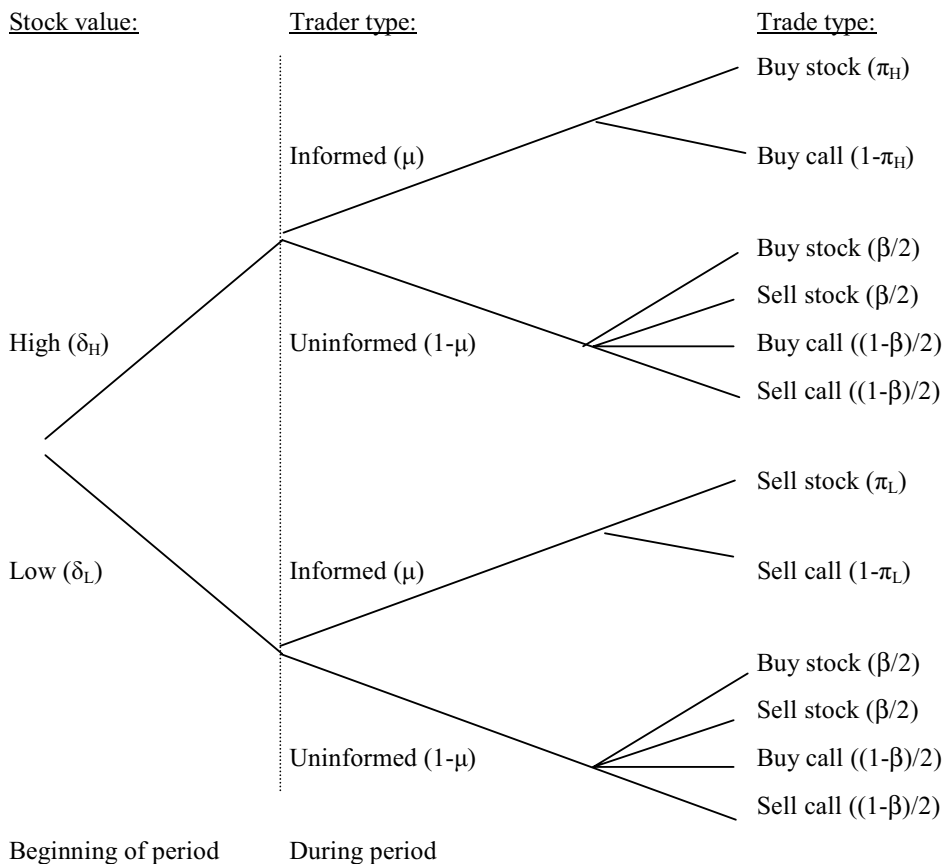 Stock value: Trader type: Trade type:
Buy stock (π_H)
Informed (μ)
Buy call (1-π_H)
Buy stock (β/2)
Sell stock (β/2)
High (δ_H) Uninformed (1-μ) Buy call ((1-β)/2)
Sell call ((1-β)/2)
Sell stock (π_L)
Low (δ_L) Informed (μ) Sell call (1-π_L)
Buy stock (β/2)
Sell stock (β/2)
Uninformed (1-μ) Buy call ((1-β)/2)
Sell call ((1-β)/2)
Beginning of period During period